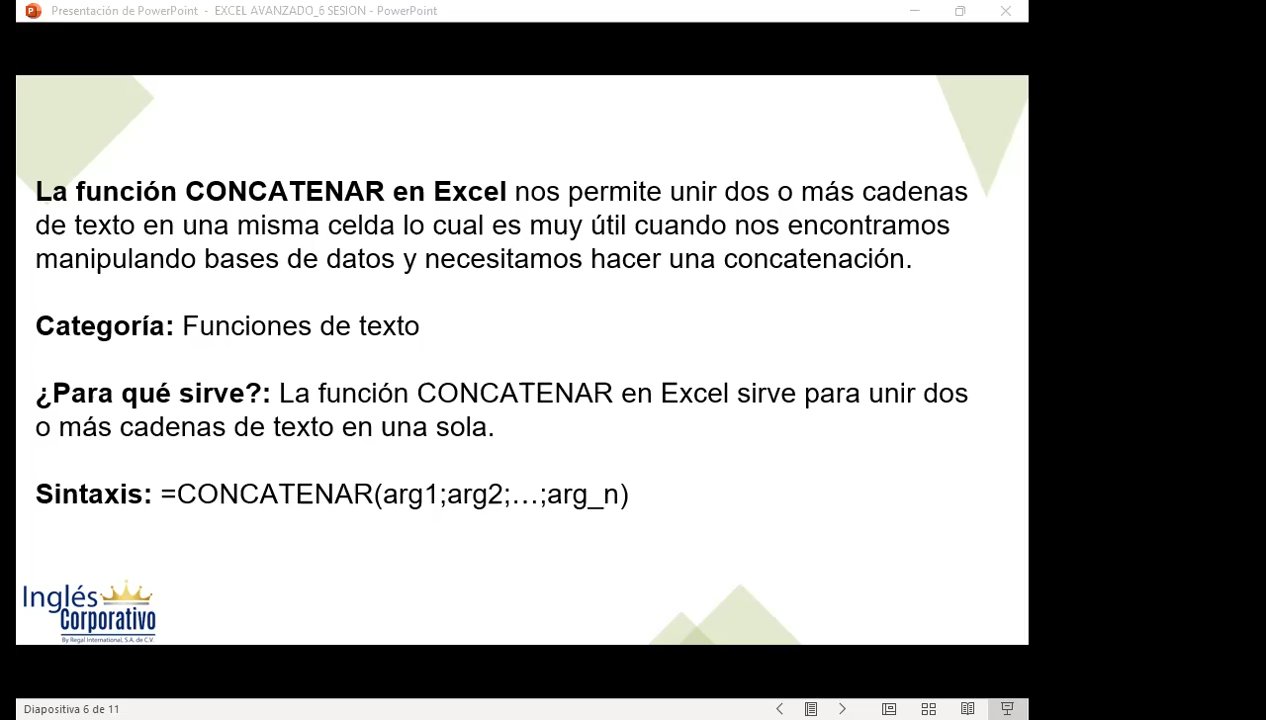 Presentación de PowerPoint - EXCEL AVANZADO_6 SESION - PowerPoint
La función CONCATENAR en Excel nos permite unir dos o más cadenas
de texto en una misma celda lo cual es muy útil cuando nos encontramos
manipulando bases de datos y necesitamos hacer una concatenación.
Categoría: Funciones de texto
¿Para qué sirve?: La función CONCATENAR en Excel sirve para unir dos
o más cadenas de texto en una sola.
Sintaxis: =CONCATENAR(arg1;arg2;…;arg_n)
Inglés
Corporativo
By Regal International, S.A. de C.V.
Diapositiva 6 de 11